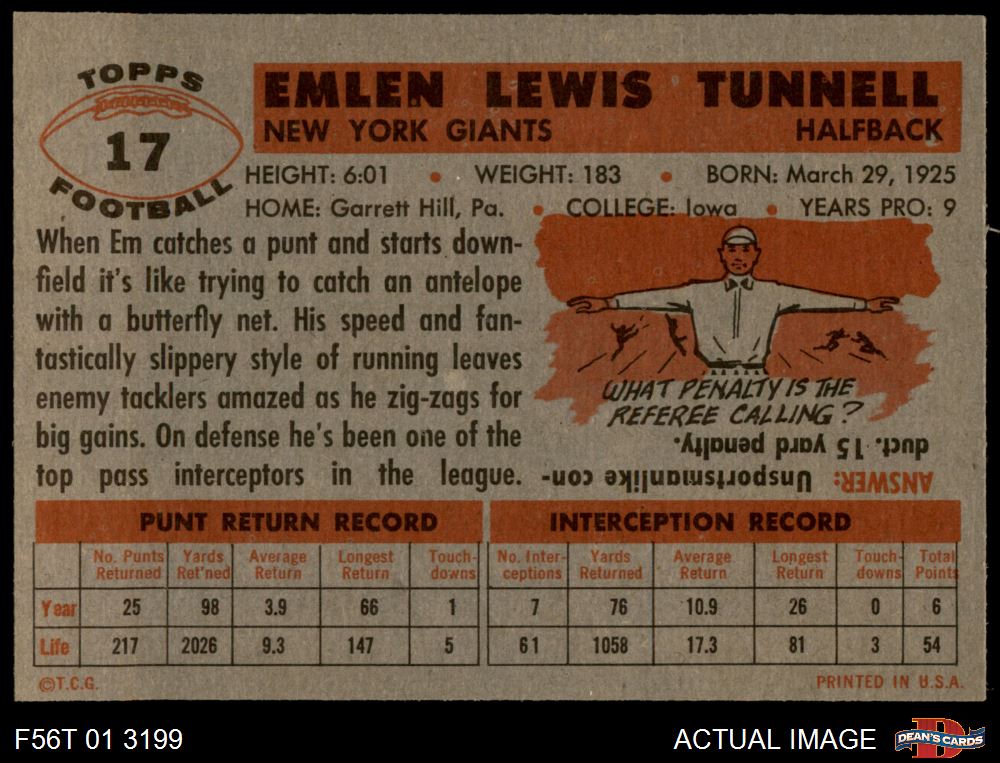 TOPPS
17
FOOTBALL
EMLEN LEWIS TUNNELL
NEW YORK GIANTS HALFBACK
HEIGHT: 6:01 • WEIGHT: 183 • BORN: March 29, 1925
HOME: Garrett Hill, Pa. • COLLEGE: Iowa • YEARS PRO: 9
When Em catches a punt and starts down-
field it's like trying to catch an antelope
with a butterfly net. His speed and fan-
tastically slippery style of running leaves
enemy tacklers amazed as he zig-zags for
big gains. On defense he's been one of the
top pass interceptors in the league.
WHAT PENALTY IS THE
REFEREE CALLING?
ANSWER: Unsportsmanlike con-
duct. 15 yard penalty.
PUNT RETURN RECORD
No. Punts Yards Average Longest Touch-
Returned Ret'ned Return Return downs
Year 25 98 3.9 66 1
Life 217 2026 9.3 147 5
INTERCEPTION RECORD
No. Inter- Yards Average Longest Touch- Total
ceptions Returned Return Return downs Points
7 76 10.9 26 0 6
61 1058 17.3 81 3 54
©T.C.G. PRINTED IN U.S.A.
F56T 01 3199 ACTUAL IMAGE
DEAN'S CARDS